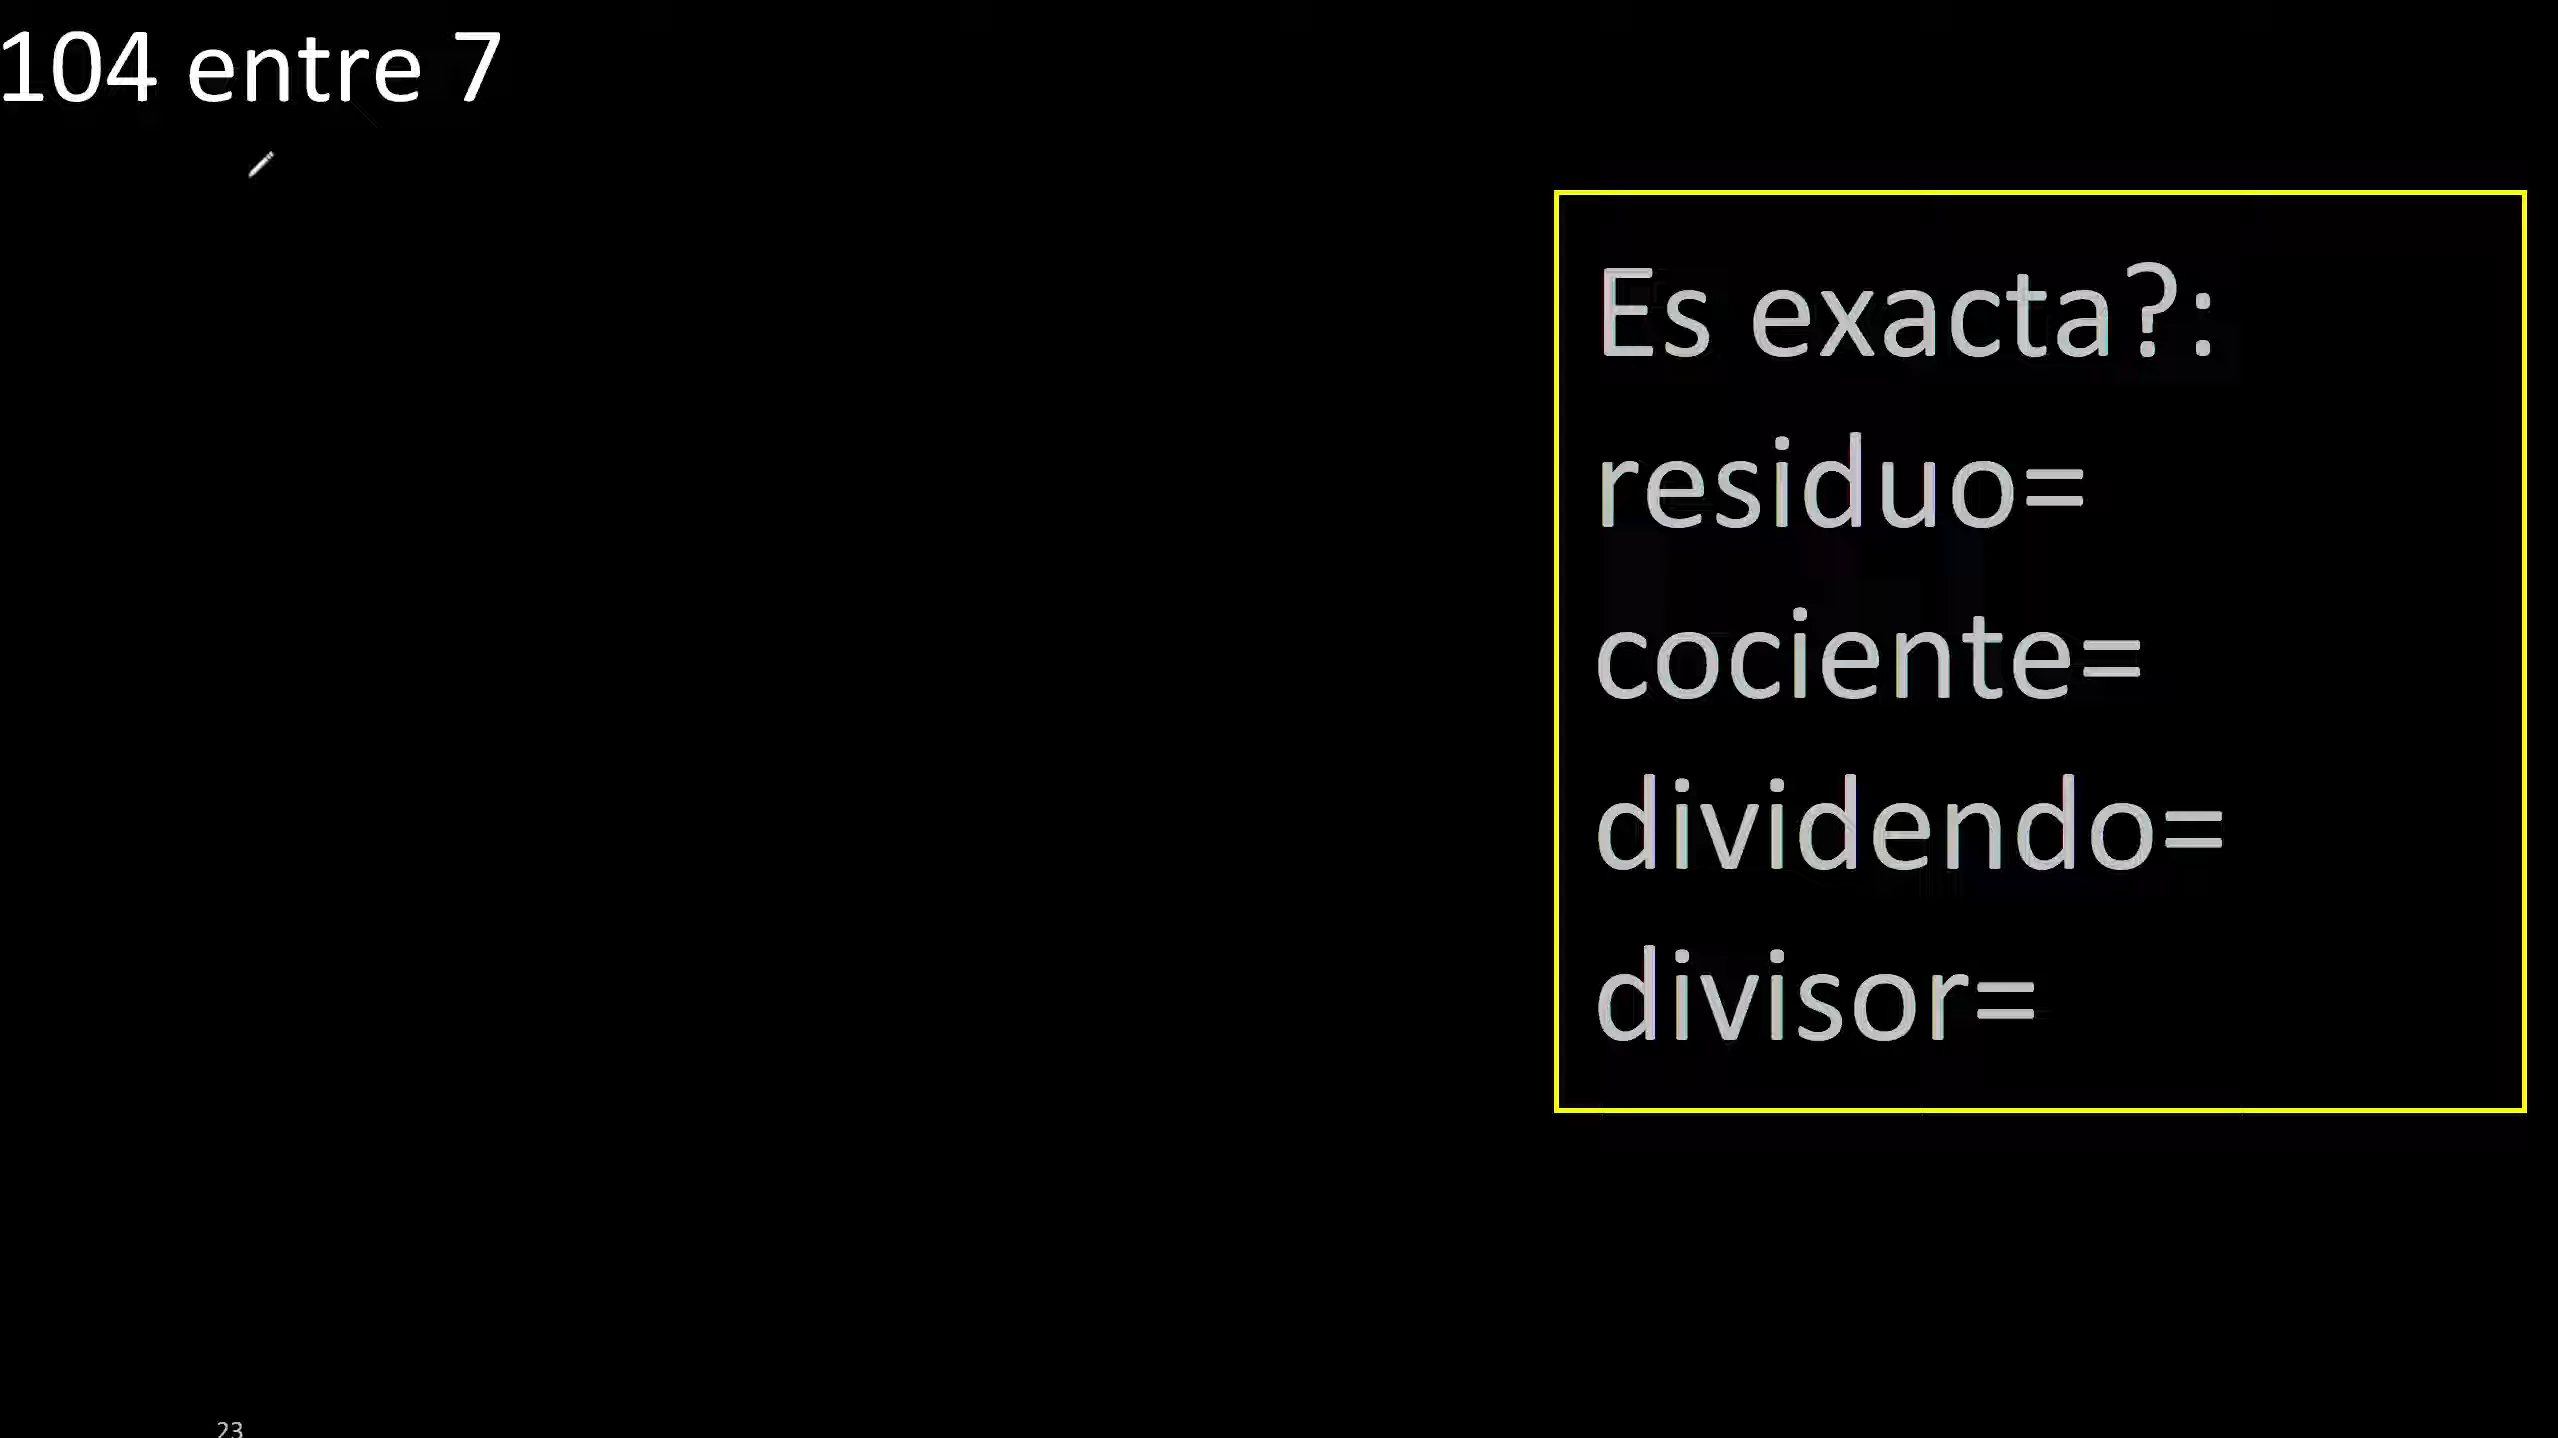 104 entre 7
Es exacta?:
residuo=
cociente=
dividendo=
divisor=
23